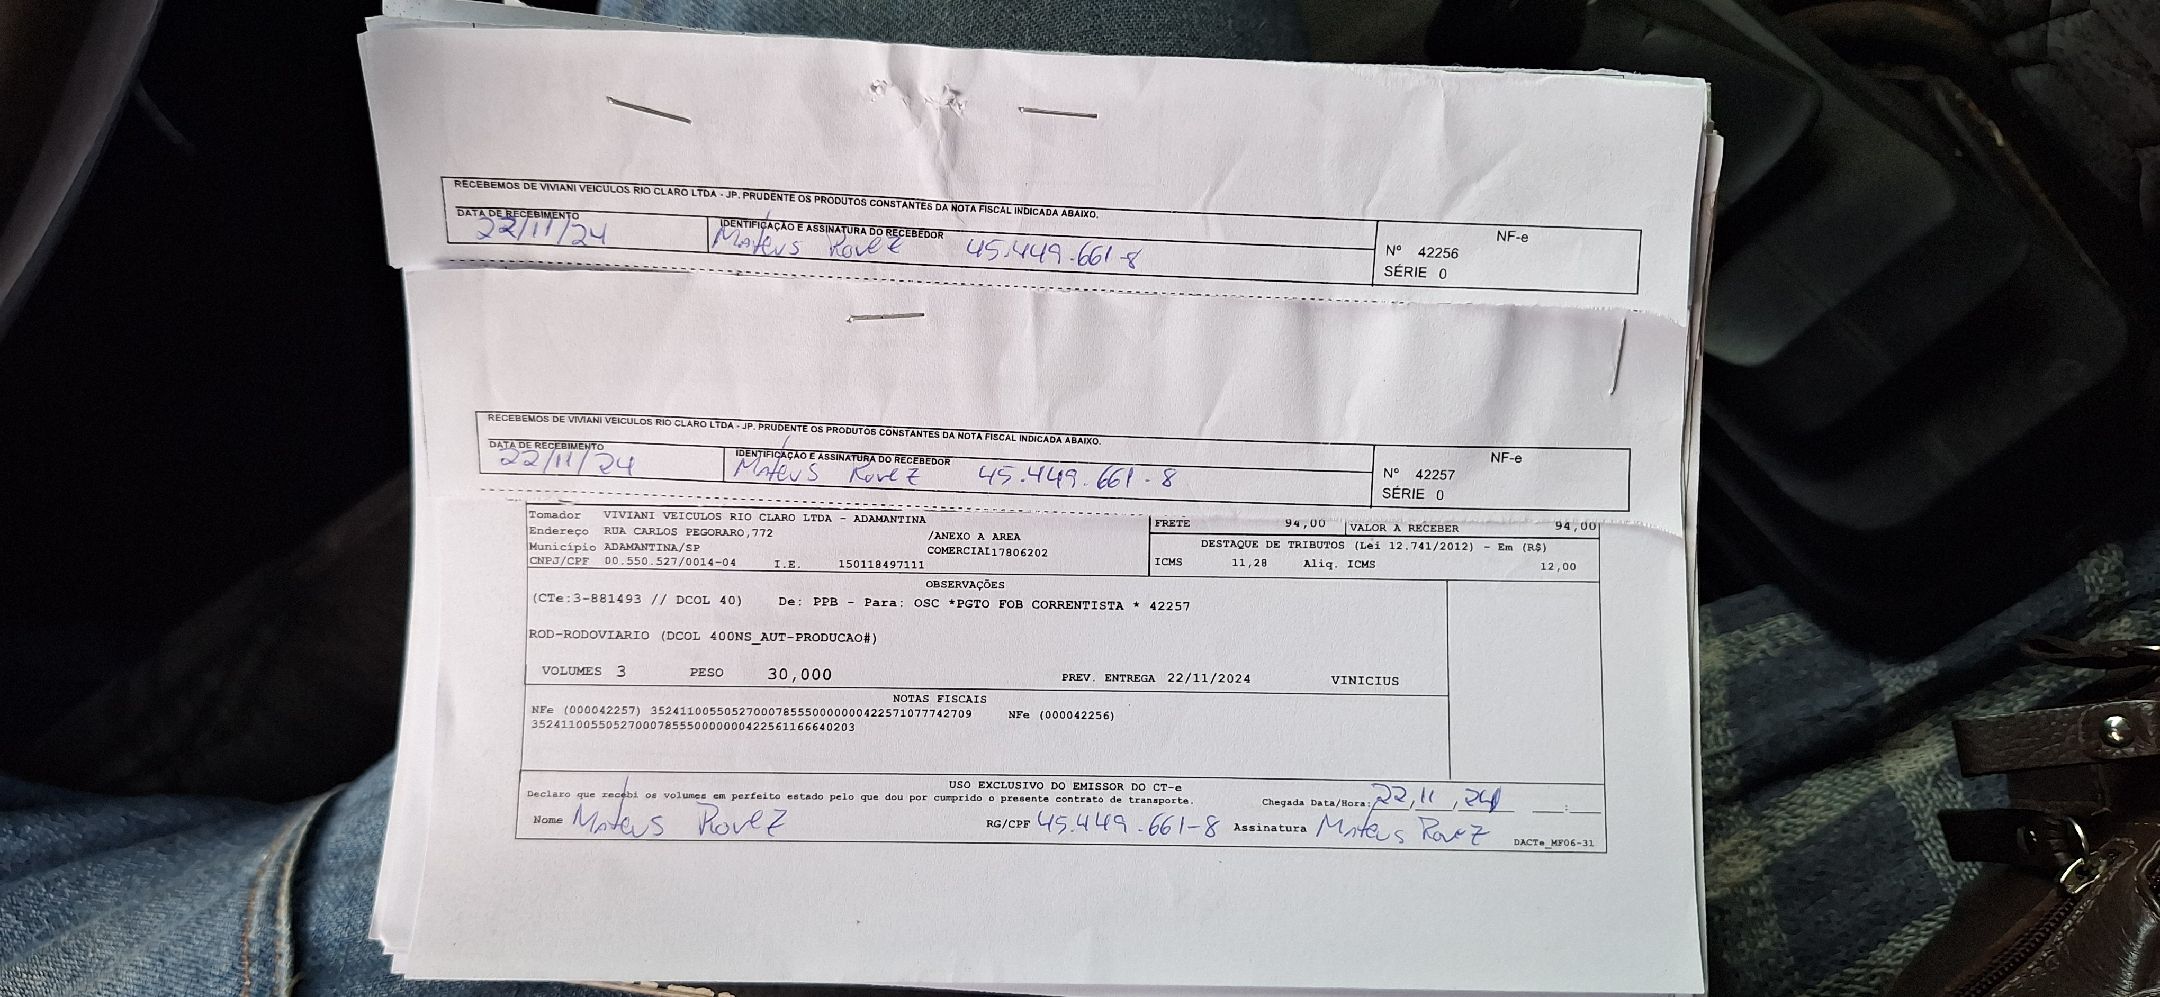 RECEBEMOS DE VIVIANI VEICULOS RIO CLARO LTDA - JP. PRUDENTE OS PRODUTOS CONSTANTES DA NOTA FISCAL INDICADA ABAIXO.
DATA DE RECEBIMENTO IDENTIFICAÇÃO E ASSINATURA DO RECEBEDOR NF-e
22/11/24 Mateus Rovez 45.449.661-8 Nº 42256
SÉRIE 0
RECEBEMOS DE VIVIANI VEICULOS RIO CLARO LTDA - JP. PRUDENTE OS PRODUTOS CONSTANTES DA NOTA FISCAL INDICADA ABAIXO.
DATA DE RECEBIMENTO IDENTIFICAÇÃO E ASSINATURA DO RECEBEDOR NF-e
22/11/24 Mateus Rovez 45.449.661-8 Nº 42257
SÉRIE 0
Tomador VIVIANI VEICULOS RIO CLARO LTDA - ADAMANTINA FRETE 94,00 VALOR A RECEBER 94,00
Endereço RUA CARLOS PEGORARO,772 /ANEXO A AREA DESTAQUE DE TRIBUTOS (Lei 12.741/2012) - Em (R$)
Município ADAMANTINA/SP COMERCIAL17806202
CNPJ/CPF 00.550.527/0014-04 I.E. 150118497111 ICMS 11,28 Aliq. ICMS 12,00
OBSERVAÇÕES
(CTe:3-881493 // DCOL 40) De: PPB - Para: OSC *PGTO FOB CORRENTISTA * 42257
ROD-RODOVIARIO (DCOL 400NS_AUT-PRODUCAO#)
VOLUMES 3 PESO 30,000 PREV. ENTREGA 22/11/2024 VINICIUS
NOTAS FISCAIS
NFe (000042257) 35241100550527000785550000000422571077742709 NFe (000042256)
35241100550527000785550000000422561166640203
USO EXCLUSIVO DO EMISSOR DO CT-e
Declaro que recebi os volumes em perfeito estado pelo que dou por cumprido o presente contrato de transporte. Chegada Data/Hora: 22,11,24 __:__
Nome Mateus Rovez RG/CPF 45.449.661-8 Assinatura Mateus Rovez DACTe_MF06-31